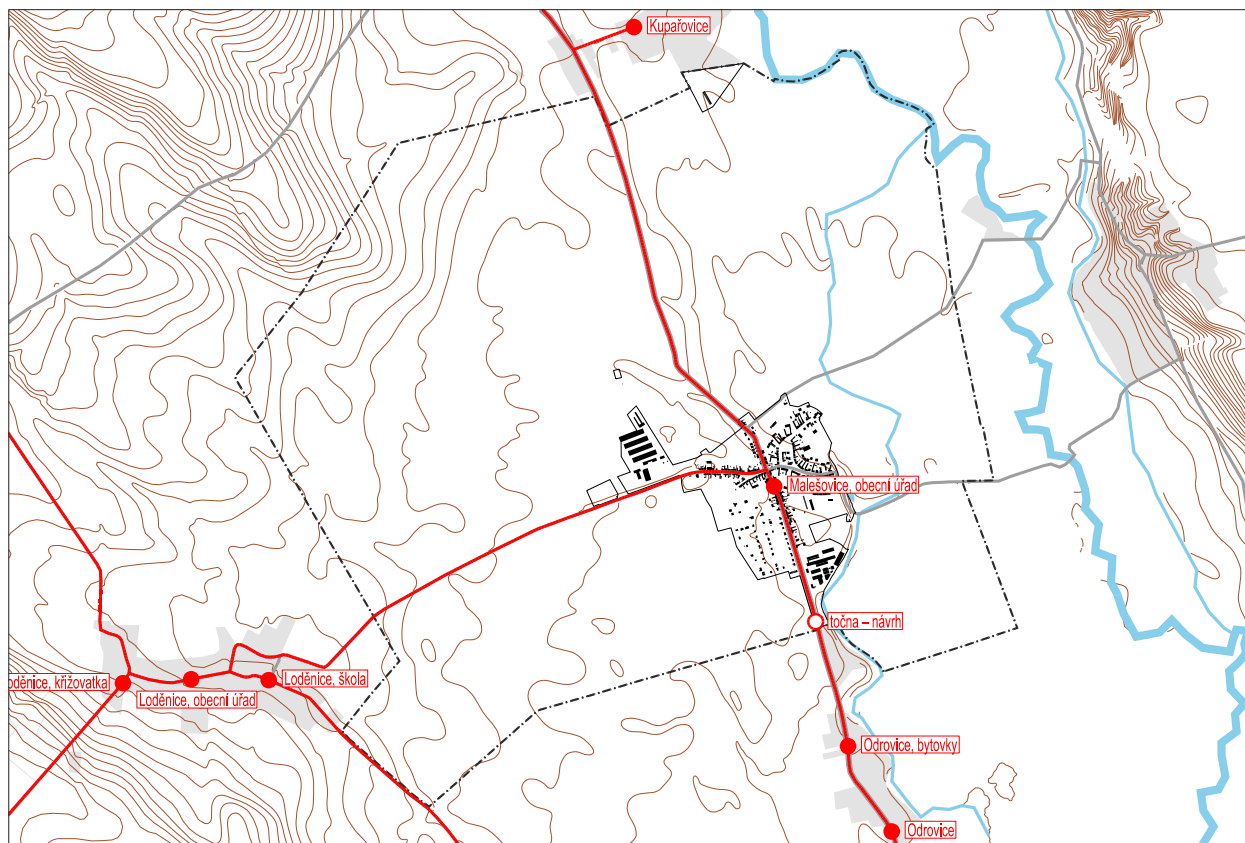 Kupařovice
Malešovice, obecní úřad
točna – návrh
oděnice, křižovatka
Loděnice, obecní úřad
Loděnice, škola
Odrovice, bytovky
Odrovice